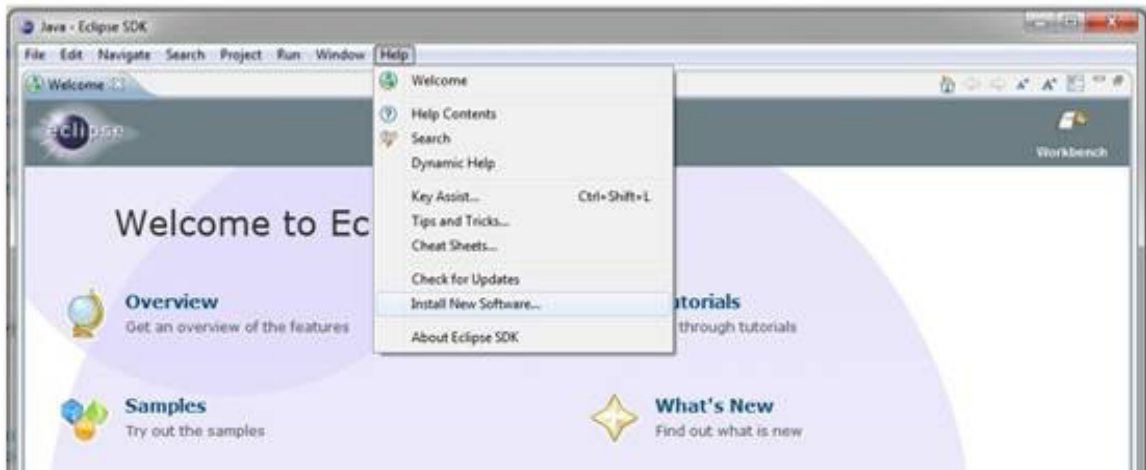 Java - Eclipse SDK
File Edit Navigate Search Project Run Window Help
Welcome
eclipse
Workbench
Welcome
Help Contents
Search
Dynamic Help
Key Assist... Ctrl+Shift+L
Tips and Tricks...
Cheat Sheets...
Check for Updates
Install New Software...
About Eclipse SDK
Welcome to Ec
Overview
Get an overview of the features
utorials
through tutorials
Samples
Try out the samples
What's New
Find out what is new